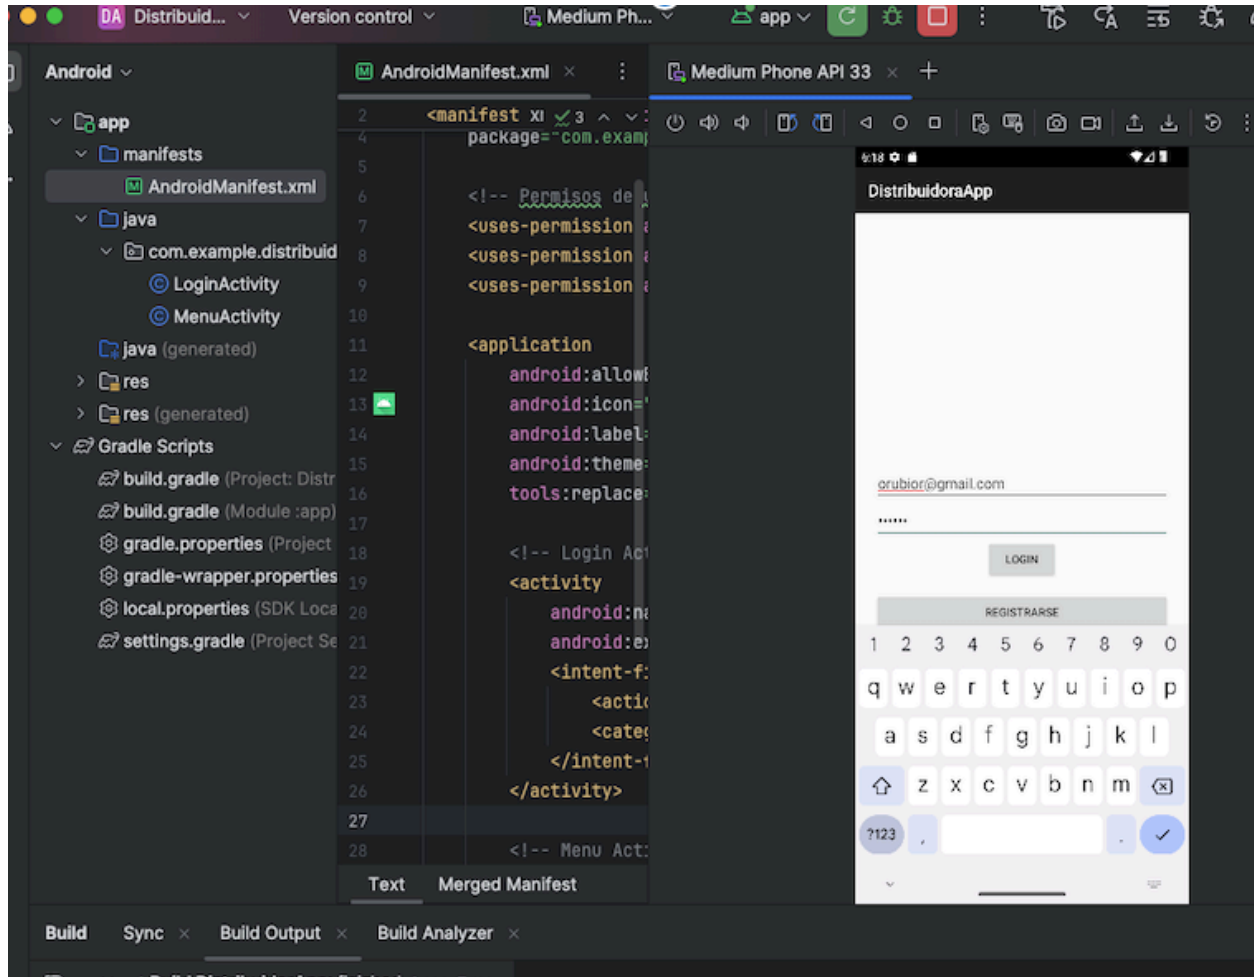 DA Distribuid... Version control Medium Ph... app
Android
app
manifests
AndroidManifest.xml
java
com.example.distribuid
LoginActivity
MenuActivity
java (generated)
res
res (generated)
Gradle Scripts
build.gradle (Project: Distr
build.gradle (Module :app)
gradle.properties (Project
gradle-wrapper.properties
local.properties (SDK Loca
settings.gradle (Project Se
AndroidManifest.xml
2 <manifest xl 3
4 package="com.examp
5
6 <!-- Permisos de u
7 <uses-permission a
8 <uses-permission a
9 <uses-permission a
10
11 <application
12 android:allowB
13 android:icon="
14 android:label=
15 android:theme=
16 tools:replace=
17
18 <!-- Login Act
19 <activity
20 android:na
21 android:ex
22 <intent-fi
23 <actio
24 <categ
25 </intent-f
26 </activity>
27
28 <!-- Menu Acti
Text Merged Manifest
Medium Phone API 33
6:18
DistribuidoraApp
orubior@gmail.com
••••••
LOGIN
REGISTRARSE
1 2 3 4 5 6 7 8 9 0
q w e r t y u i o p
a s d f g h j k l
z x c v b n m
?123 , .
Build Sync Build Output Build Analyzer